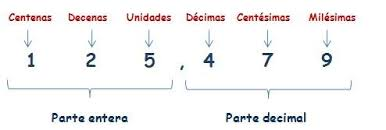 Centenas Decenas Unidades Décimas Centésimas Milésimas
1 2 5 , 4 7 9
Parte entera Parte decimal